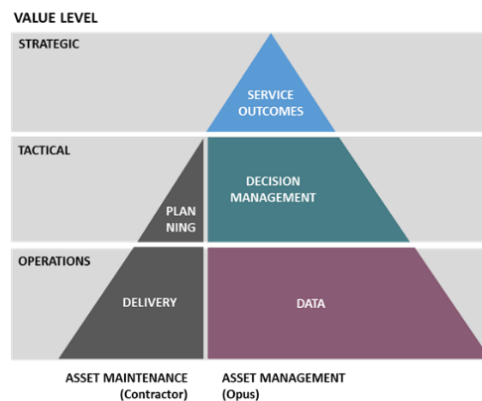 VALUE LEVEL
STRATEGIC
SERVICE
OUTCOMES
TACTICAL
DECISION
MANAGEMENT
PLAN
NING
OPERATIONS
DELIVERY
DATA
ASSET MAINTENANCE
(Contractor)
ASSET MANAGEMENT
(Opus)